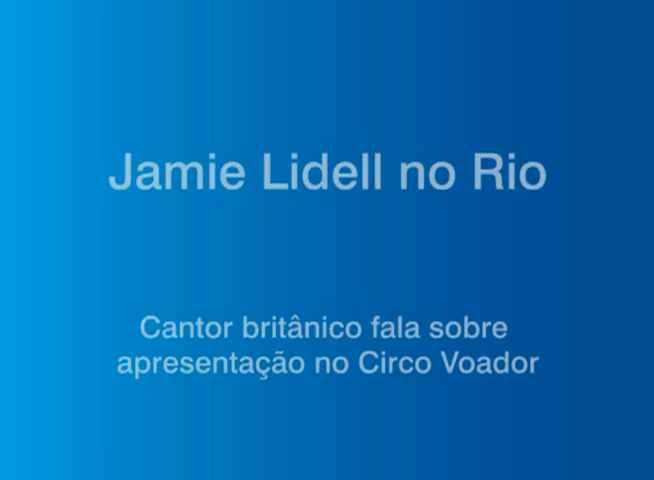 Jamie Lidell no Rio
Cantor britânico fala sobre
apresentação no Circo Voador